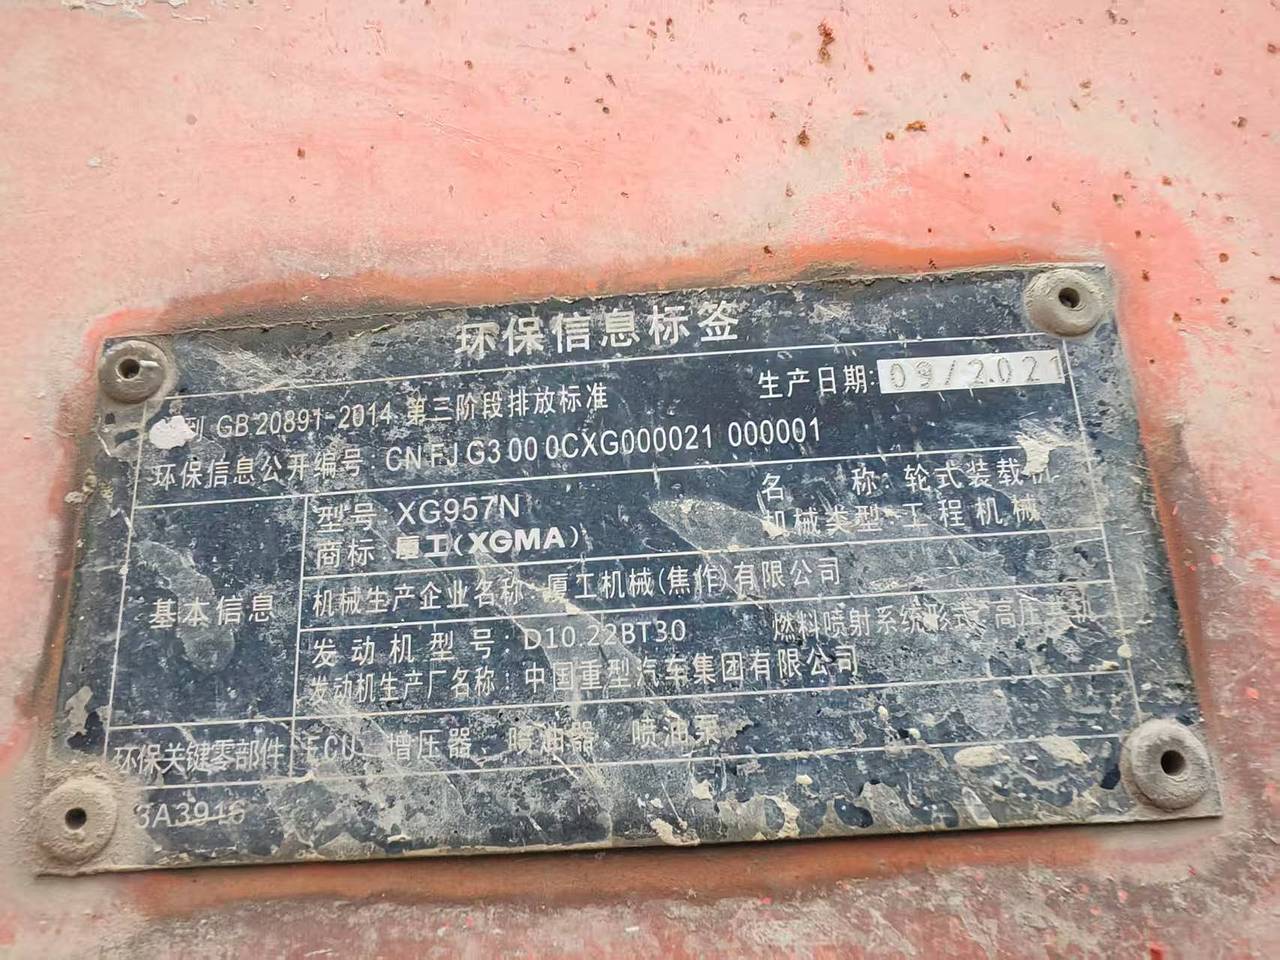 环保信息标签
GB 20891-2014 第三阶段排放标准 生产日期: 09/2021
环保信息公开编号: CN FJ G3 00 0CXG000021 000001
基本信息
型号: XG957N 名 称: 轮式装载机
商标: 厦工(XGMA) 机械类型: 工程机械
机械生产企业名称: 厦工机械(焦作)有限公司
发动机型号: D10.22BT30 燃料喷射系统形式: 高压共轨
发动机生产厂名称: 中国重型汽车集团有限公司
环保关键零部件 ECU、增压器、喷油器、喷油泵
3A3916